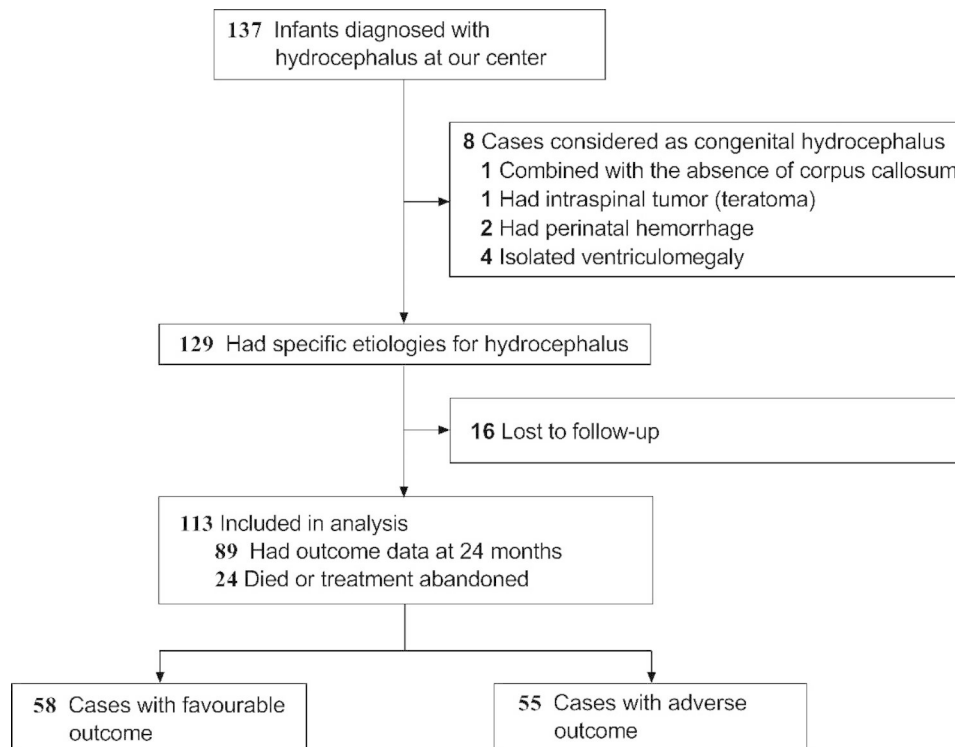 137 Infants diagnosed with
hydrocephalus at our center
8 Cases considered as congenital hydrocephalus
1 Combined with the absence of corpus callosum
1 Had intraspinal tumor (teratoma)
2 Had perinatal hemorrhage
4 Isolated ventriculomegaly
129 Had specific etiologies for hydrocephalus
16 Lost to follow-up
113 Included in analysis
89 Had outcome data at 24 months
24 Died or treatment abandoned
58 Cases with favourable
outcome
55 Cases with adverse
outcome